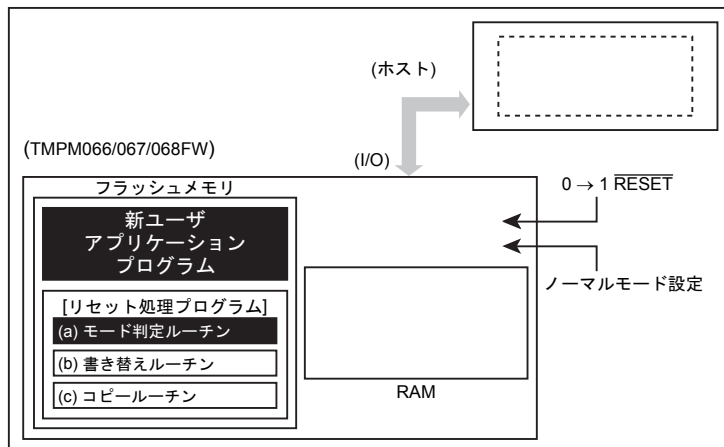 (ホスト)
(TMPM066/067/068FW)
(I/O)
フラッシュメモリ
0 → 1 RESET
新ユーザ
アプリケーション
プログラム
ノーマルモード設定
[リセット処理プログラム]
(a) モード判定ルーチン
(b) 書き替えルーチン
(c) コピールーチン
RAM